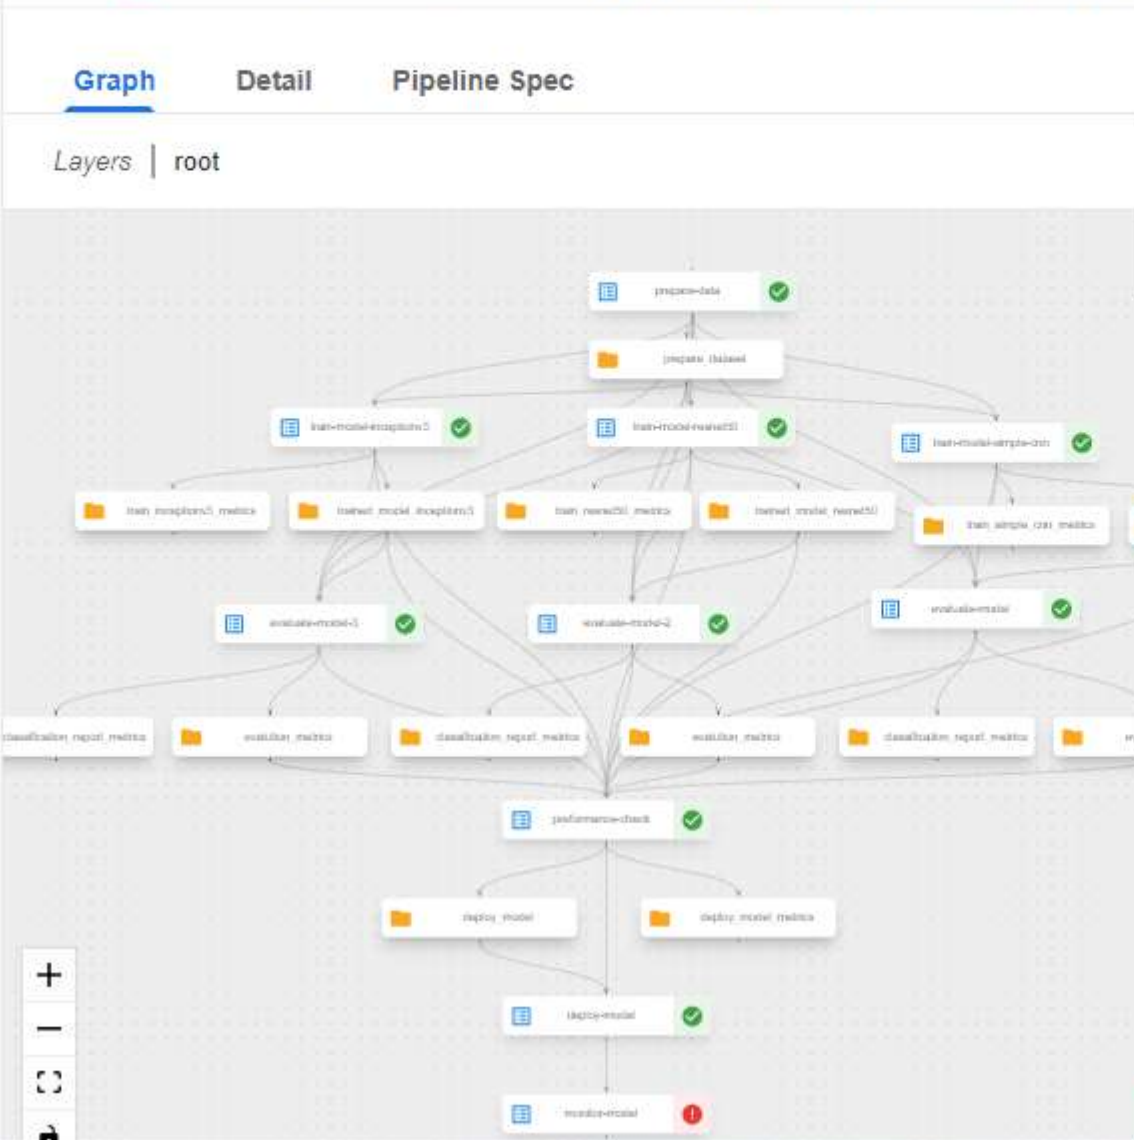 Graph Detail Pipeline Spec
Layers | root
prepare-data
prepare_dataset
train-model-inceptionv3 train-model-resnet50 train-model-simple-cnn
train_inceptionv3_metrics trained_model_inceptionv3 train_resnet50_metrics trained_model_resnet50 train_simple_cnn_metrics
evaluate-model-3 evaluate-model-2 evaluate-model
classification_report_metrics evalution_metrics classification_report_metrics evalution_metrics classification_report_metrics
performance-check
deploy_model deploy_model_metrics
deploy-model
monitor-model